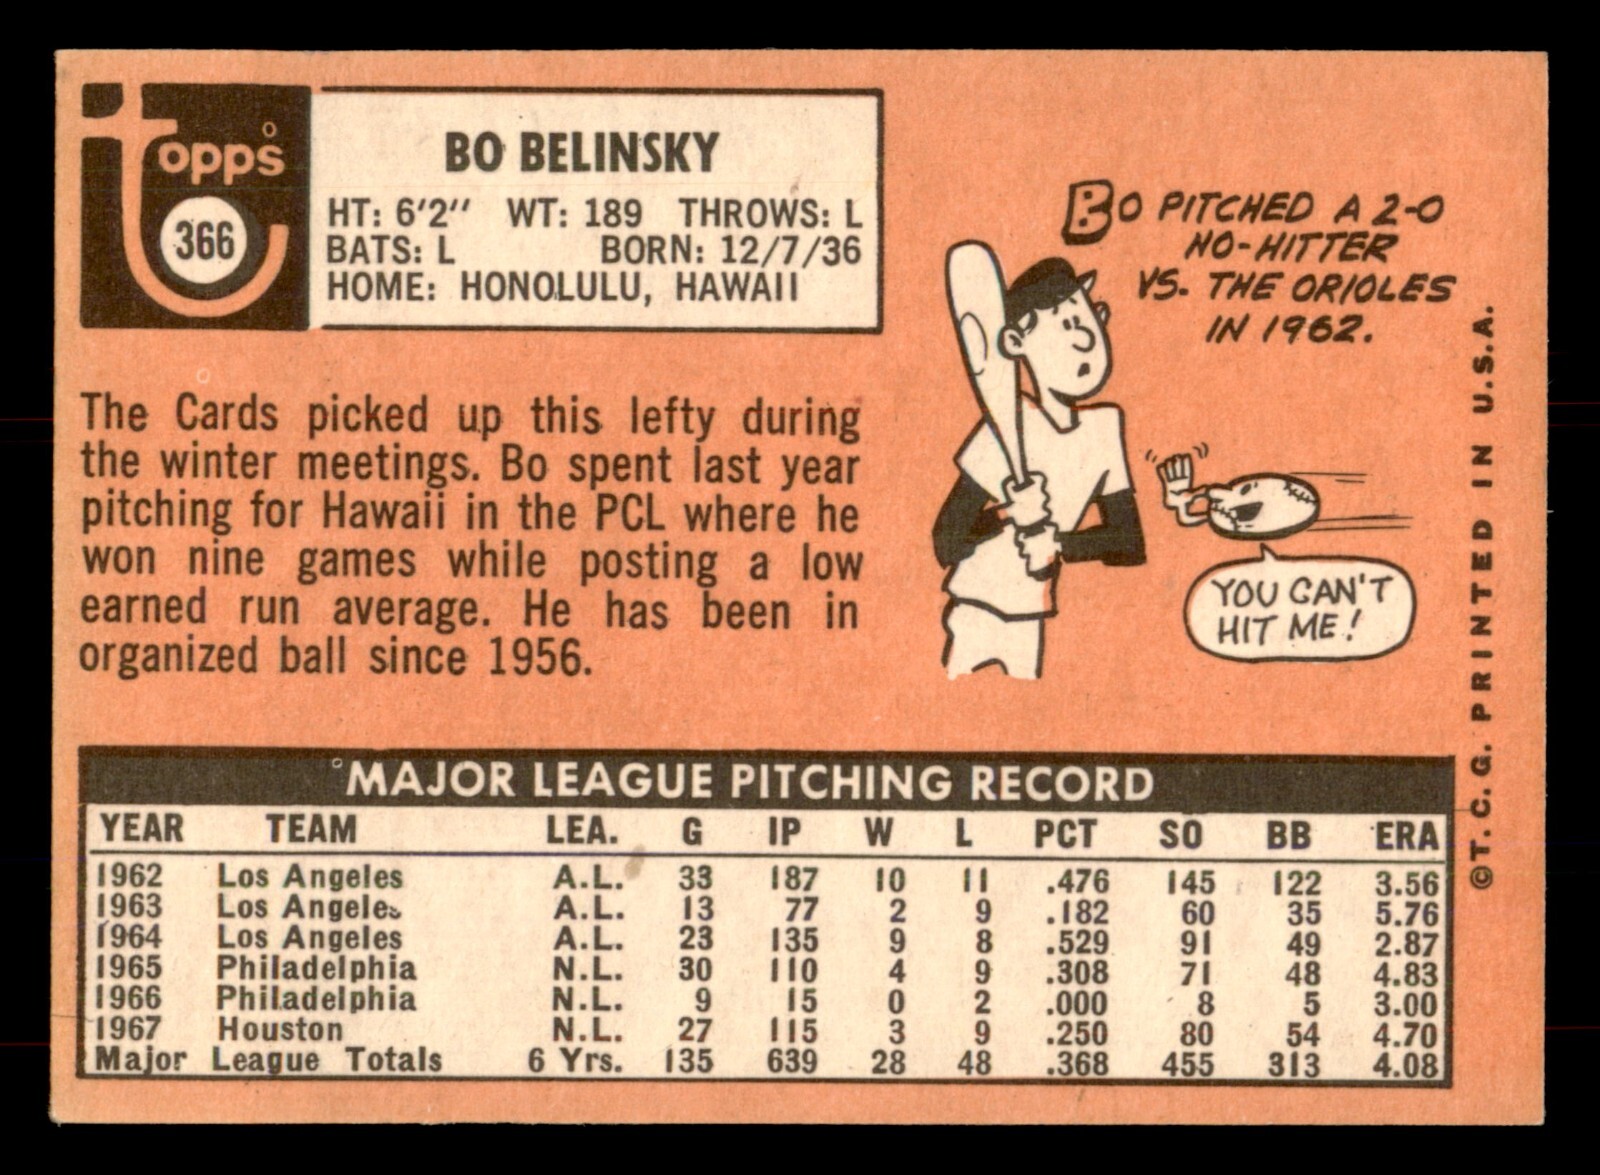 topps
366
BO BELINSKY
HT: 6'2" WT: 189 THROWS: L
BATS: L BORN: 12/7/36
HOME: HONOLULU, HAWAII
BO PITCHED A 2-0
NO-HITTER
VS. THE ORIOLES
IN 1962.
YOU CAN'T
HIT ME!
The Cards picked up this lefty during
the winter meetings. Bo spent last year
pitching for Hawaii in the PCL where he
won nine games while posting a low
earned run average. He has been in
organized ball since 1956.
MAJOR LEAGUE PITCHING RECORD
YEAR TEAM LEA. G IP W L PCT SO BB ERA
1962 Los Angeles A.L. 33 187 10 11 .476 145 122 3.56
1963 Los Angeles A.L. 13 77 2 9 .182 60 35 5.76
1964 Los Angeles A.L. 23 135 9 8 .529 91 49 2.87
1965 Philadelphia N.L. 30 110 4 9 .308 71 48 4.83
1966 Philadelphia N.L. 9 15 0 2 .000 8 5 3.00
1967 Houston N.L. 27 115 3 9 .250 80 54 4.70
Major League Totals 6 Yrs. 135 639 28 48 .368 455 313 4.08
©T.C.G. PRINTED IN U.S.A.